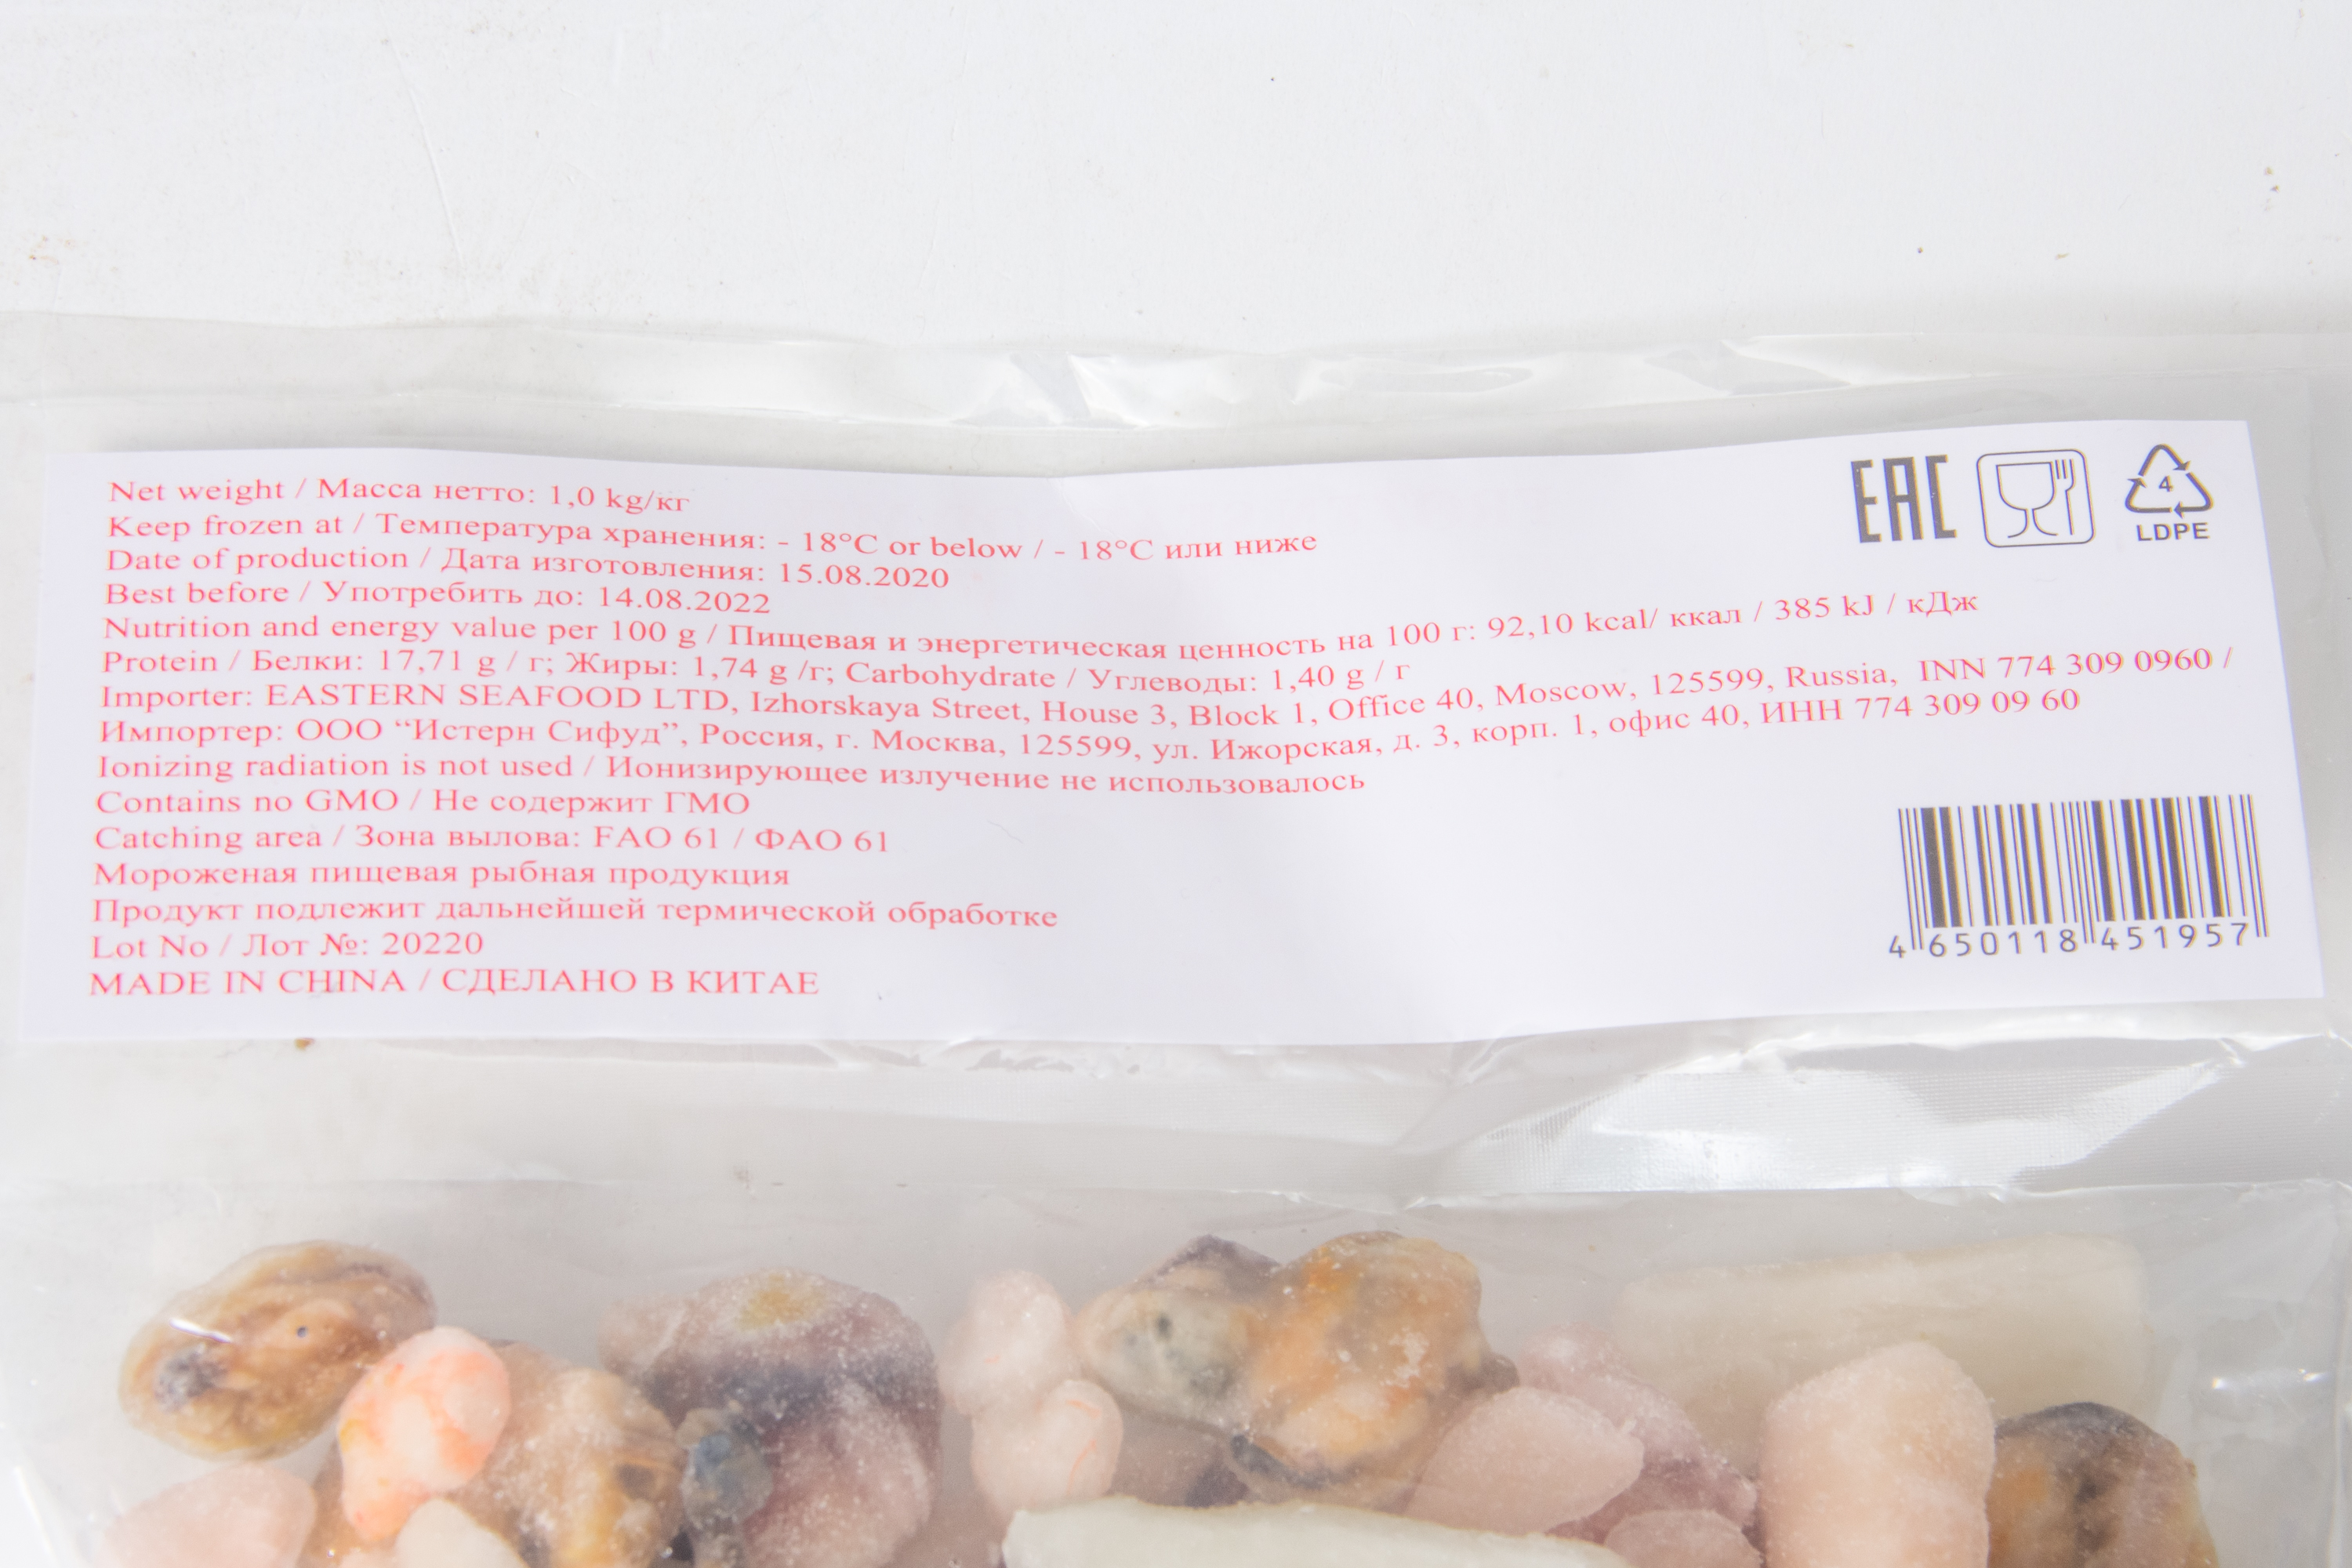 Net weight / Масса нетто: 1,0 kg/кг
Keep frozen at / Температура хранения: - 18°C or below / - 18°C или ниже
Date of production / Дата изготовления: 15.08.2020
Best before / Употребить до: 14.08.2022
Nutrition and energy value per 100 g / Пищевая и энергетическая ценность на 100 г: 92,10 kcal/ ккал / 385 kJ / кДж
Protein / Белки: 17,71 g / г; Жиры: 1,74 g /г; Carbohydrate / Углеводы: 1,40 g / г
Importer: EASTERN SEAFOOD LTD, Izhorskaya Street, House 3, Block 1, Office 40, Moscow, 125599, Russia, INN 774 309 0960 /
Импортер: ООО “Истерн Сифуд”, Россия, г. Москва, 125599, ул. Ижорская, д. 3, корп. 1, офис 40, ИНН 774 309 09 60
Ionizing radiation is not used / Ионизирующее излучение не использовалось
Contains no GMO / Не содержит ГМО
Catching area / Зона вылова: FAO 61 / ФАО 61
Мороженая пищевая рыбная продукция
Продукт подлежит дальнейшей термической обработке
Lot No / Лот №: 20220
MADE IN CHINA / СДЕЛАНО В КИТАЕ
EAC
4
LDPE
4 650118 451957